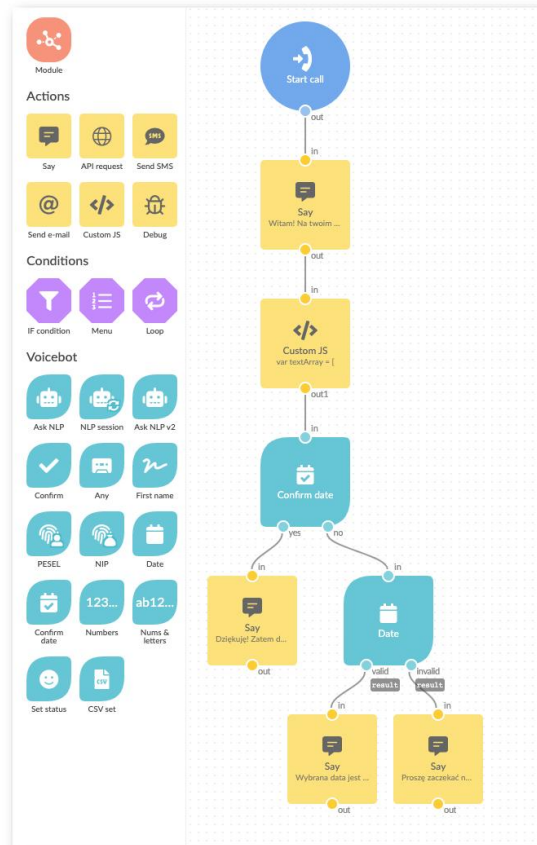 Module
Actions
Say
API request
SMS
Send SMS
@
Send e-mail
</>
Custom JS
Debug
Conditions
IF condition
Menu
Loop
Voicebot
Ask NLP
NLP session
Ask NLP v2
Confirm
Any
First name
PESEL
NIP
Date
Confirm date
123...
Numbers
ab12...
Nums & letters
Set status
CSV
CSV set
Start call
out
in
Say
Witam! Na twoim ...
out
in
</>
Custom JS
var textArray = [
out1
in
Confirm date
yes
no
in
Say
Dziękuję! Zatem d...
out
in
Date
valid
result
invalid
result
in
Say
Wybrana data jest ...
out
in
Say
Proszę zaczekać n...
out